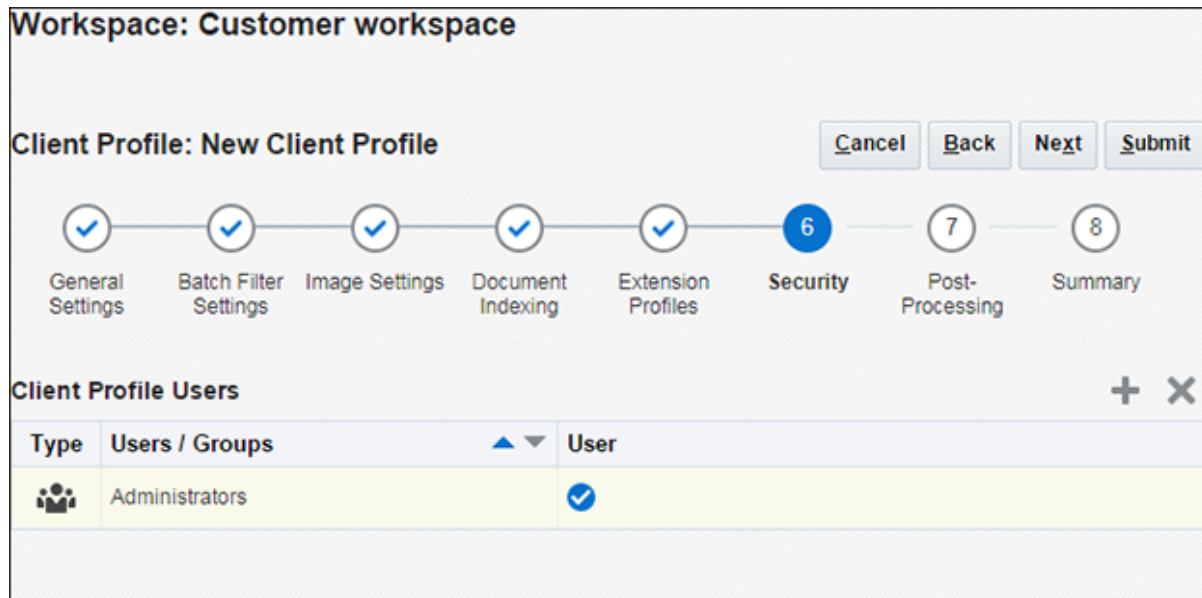 Workspace: Customer workspace
Client Profile: New Client Profile
Cancel Back Next Submit
6 7 8
General Settings
Batch Filter Settings
Image Settings
Document Indexing
Extension Profiles
Security
Post-Processing
Summary
Client Profile Users
Type Users / Groups User
Administrators